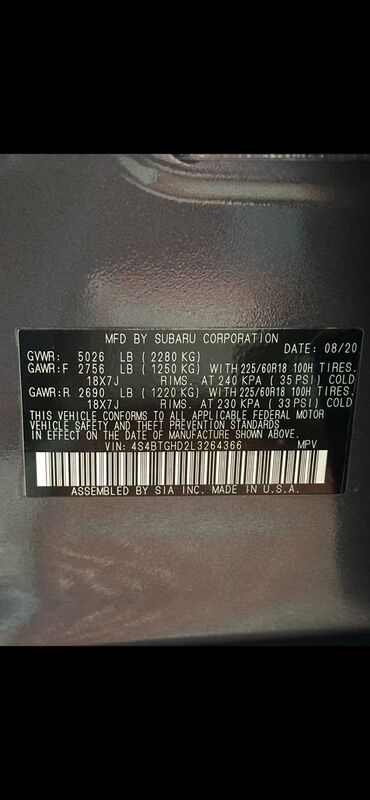 MFD BY SUBARU CORPORATION
GVWR: 5026 LB ( 2280 KG) DATE: 08/20
GAWR:F 2756 LB ( 1250 KG) WITH 225/60R18 100H TIRES.
18X7J RIMS. AT 240 KPA ( 35 PSI) COLD
GAWR:R 2690 LB ( 1220 KG) WITH 225/60R18 100H TIRES.
18X7J RIMS. AT 230 KPA ( 33 PSI) COLD
THIS VEHICLE CONFORMS TO ALL APPLICABLE FEDERAL MOTOR
VEHICLE SAFETY AND THEFT PREVENTION STANDARDS
IN EFFECT ON THE DATE OF MANUFACTURE SHOWN ABOVE.
VIN: 4S4BTGHD2L3264366 MPV
ASSEMBLED BY SIA INC. MADE IN U.S.A.